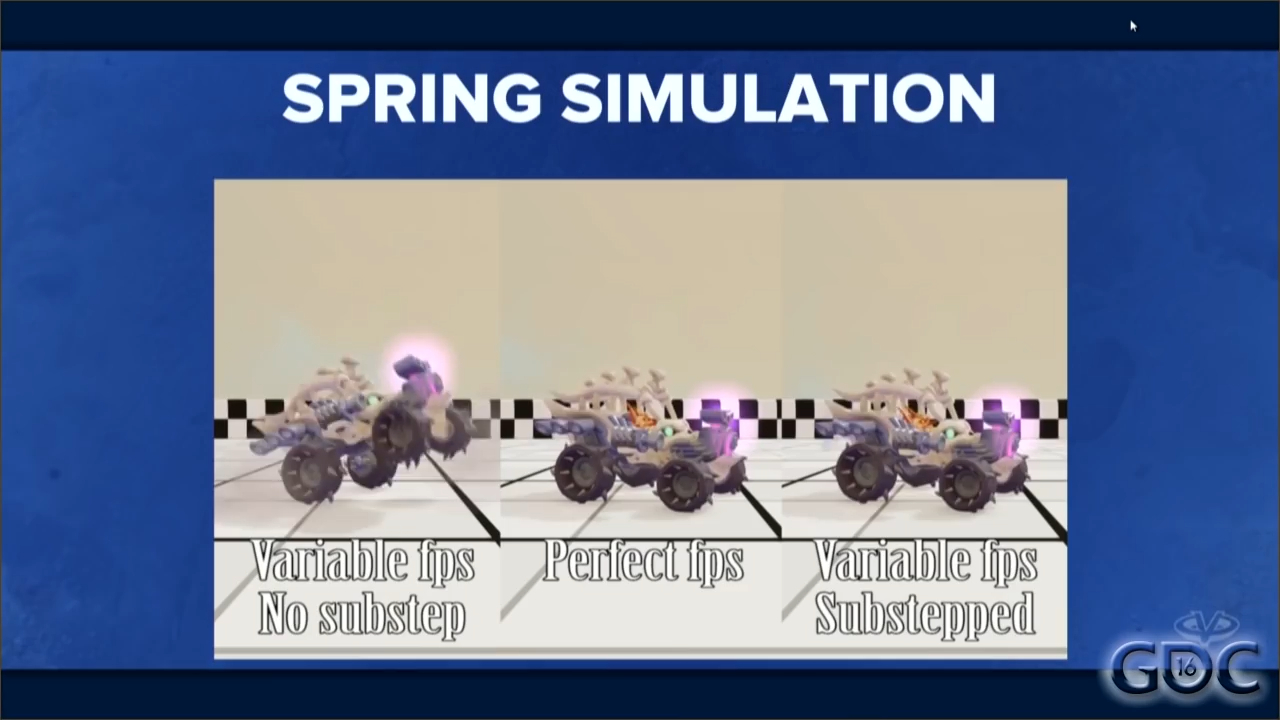 SPRING SIMULATION
Variable fps
No substep
Perfect fps
Variable fps
Substepped
GDC
16